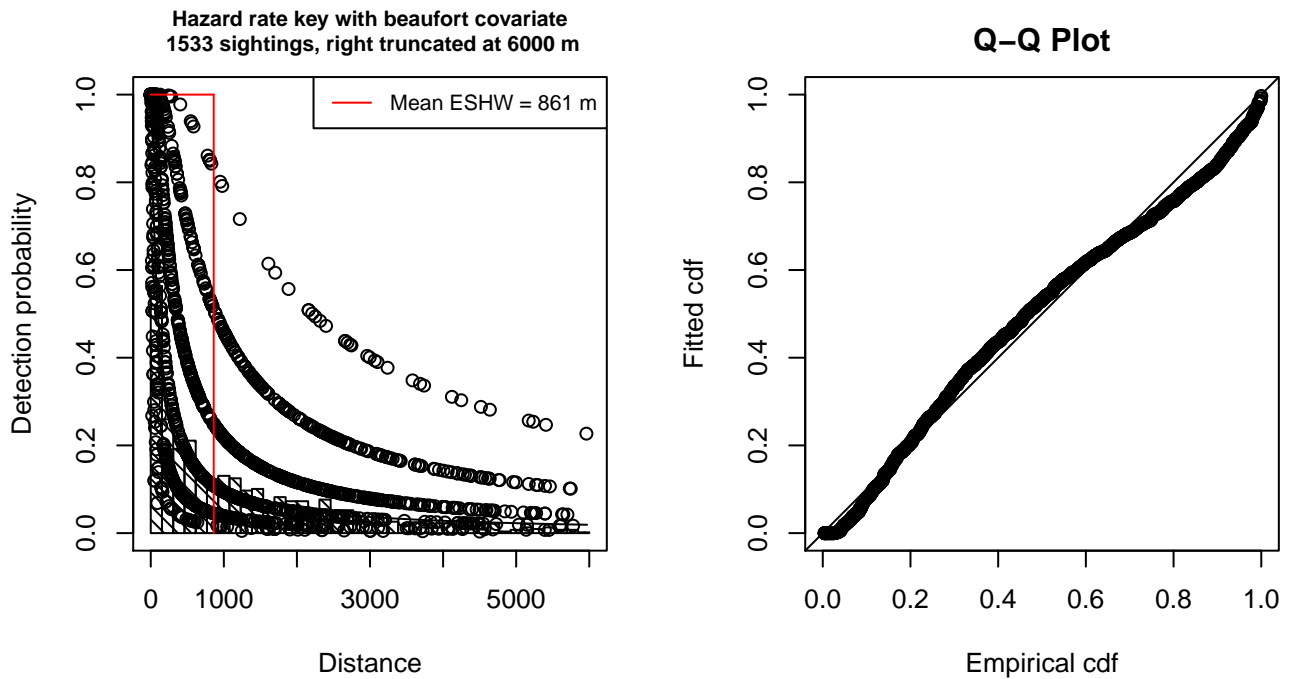 Hazard rate key with beaufort covariate
1533 sightings, right truncated at 6000 m
Mean ESHW = 861 m
Detection probability
0.0 0.2 0.4 0.6 0.8 1.0
0 1000 3000 5000
Distance
Q−Q Plot
Fitted cdf
0.0 0.2 0.4 0.6 0.8 1.0
0.0 0.2 0.4 0.6 0.8 1.0
Empirical cdf